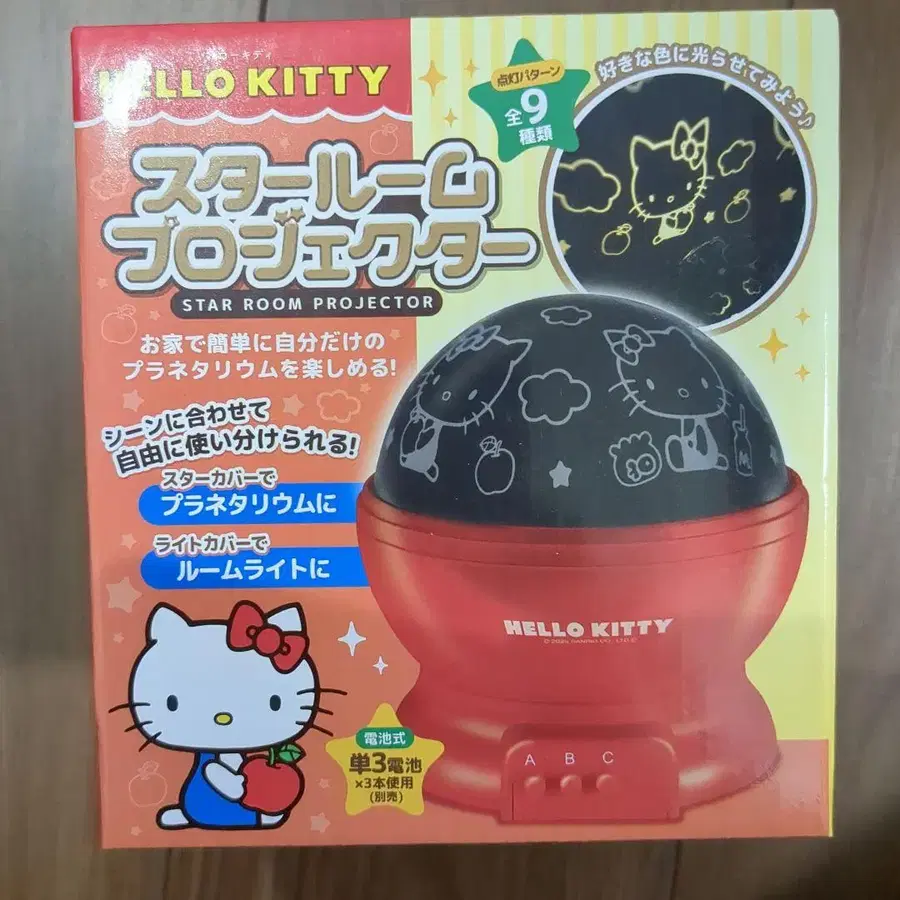 ローキティ
HELLO KITTY
点灯パターン
全9
種類
好きな色に光らせてみよう♪
スタールーム
プロジェクター
STAR ROOM PROJECTOR
お家で簡単に自分だけの
プラネタリウムを楽しめる!
シーンに合わせて
自由に使い分けられる!
スターカバーで
プラネタリウムに
ライトカバーで
ルームライトに
HELLO KITTY
電池式
単3電池
×3本使用
(別売)
A B C